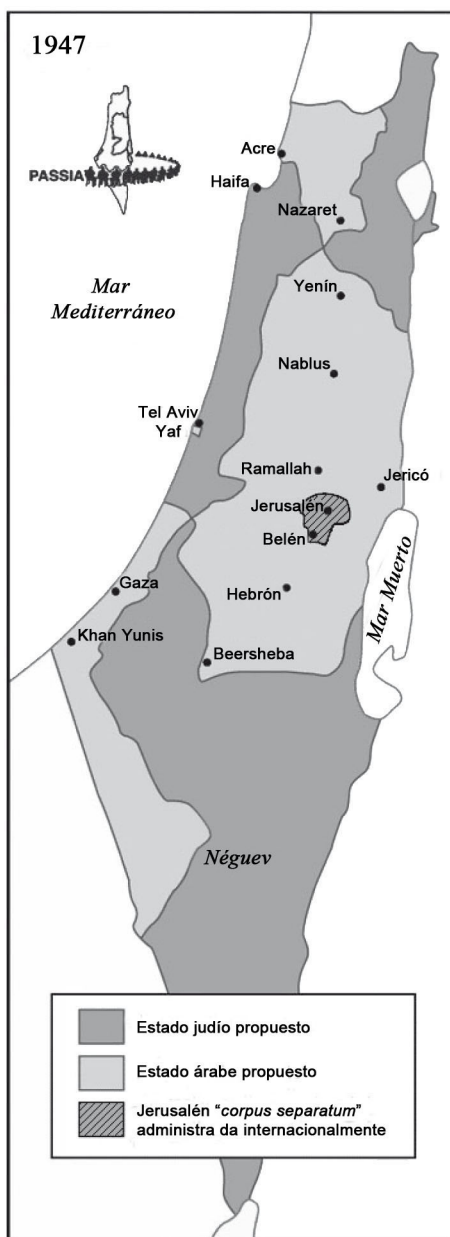 1947
PASSIA
Acre
Haifa
Nazaret
Mar
Mediterráneo
Yenín
Nablus
Tel Aviv
Yaf
Ramallah
Jericó
Jerusalén
Belén
Mar Muerto
Gaza
Hebrón
Khan Yunis
Beersheba
Néguev
Estado judío propuesto
Estado árabe propuesto
Jerusalén “corpus separatum”
administra da internacionalmente